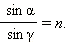 sin α / sin γ = n.